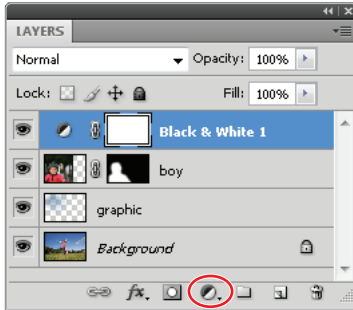 LAYERS
Normal Opacity: 100%
Lock: Fill: 100%
Black & White 1
boy
graphic
Background
fx.